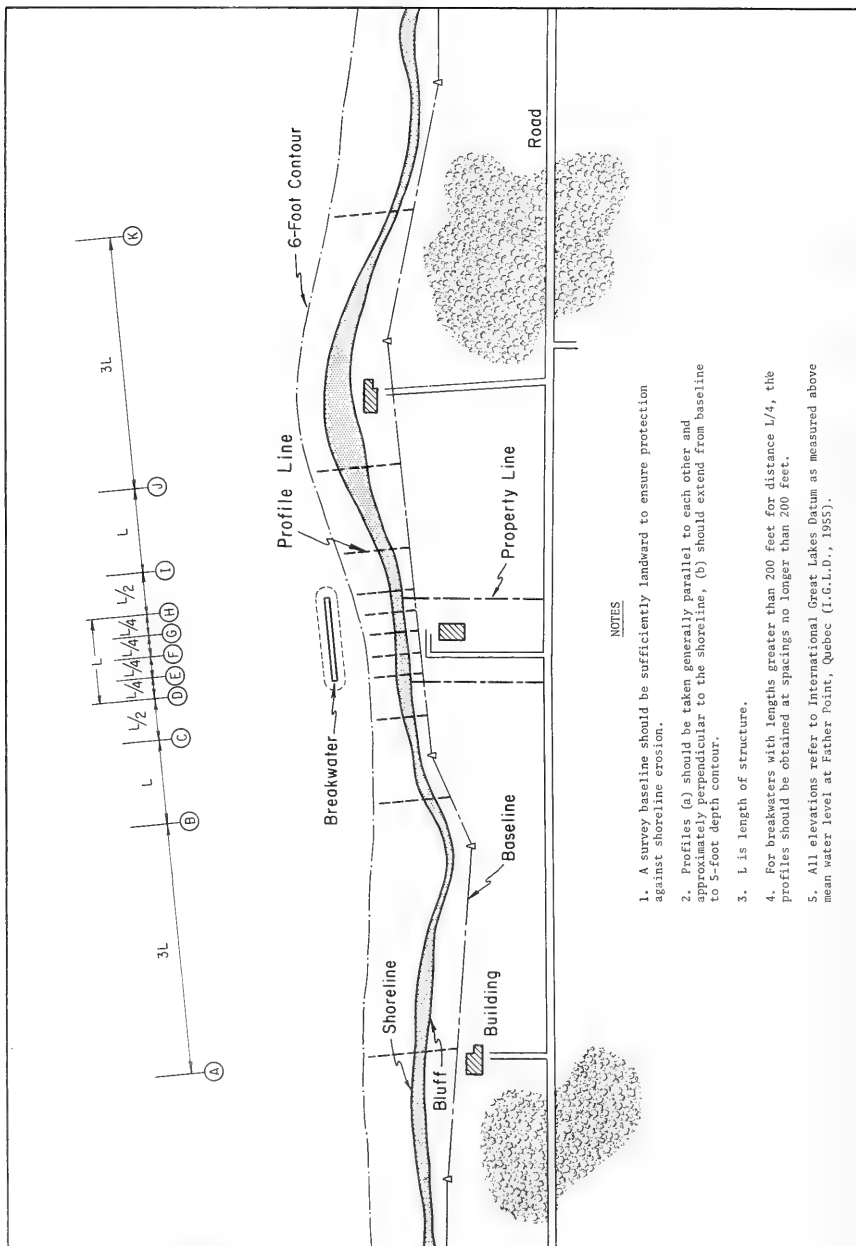 3L
L
L/2
L
L/4
L/4
L/4
L/4
L/2
L
3L
A
B
C
D
E
F
G
H
I
J
K
Shoreline
Breakwater
Profile Line
6-Foot Contour
Bluff
Building
Baseline
Property Line
Road
NOTES
1. A survey baseline should be sufficiently landward to ensure protection
against shoreline erosion.
2. Profiles (a) should be taken generally parallel to each other and
approximately perpendicular to the shoreline, (b) should extend from baseline
to 5-foot depth contour.
3. L is length of structure.
4. For breakwaters with lengths greater than 200 feet for distance L/4, the
profiles should be obtained at spacings no longer than 200 feet.
5. All elevations refer to International Great Lakes Datum as measured above
mean water level at Father Point, Quebec (I.G.L.D., 1955).